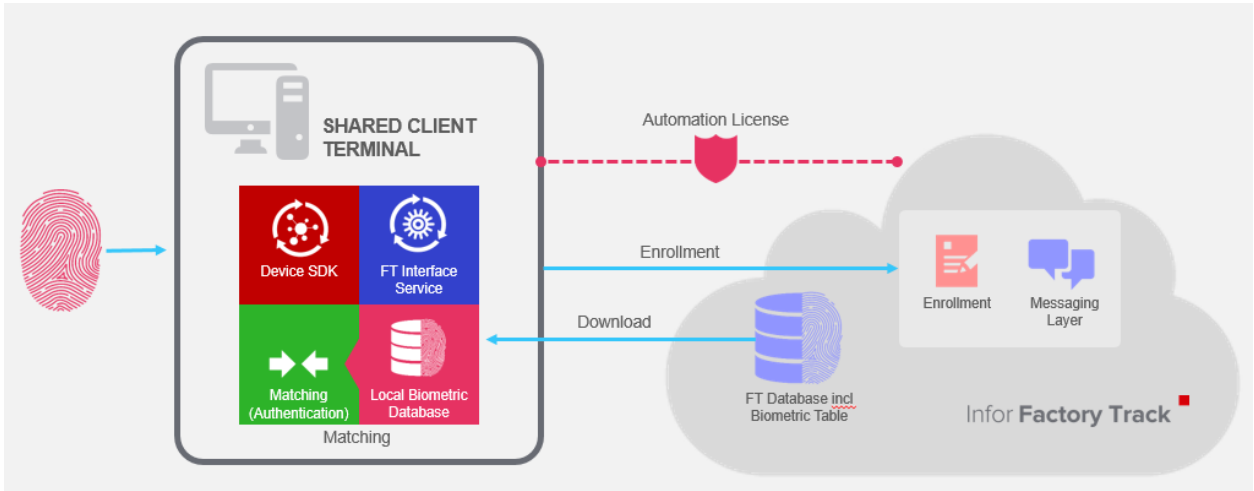 SHARED CLIENT
TERMINAL
Device SDK
FT Interface
Service
Matching
(Authentication)
Local Biometric
Database
Matching
Automation License
Enrollment
Download
Enrollment
Messaging
Layer
FT Database incl
Biometric Table
Infor Factory Track